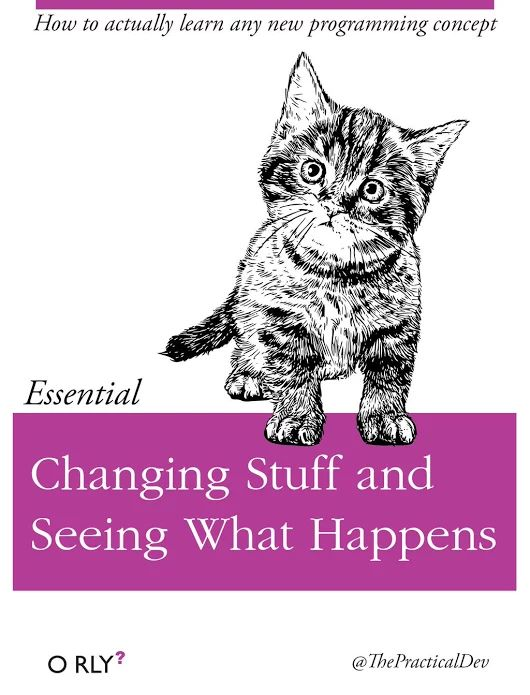 How to actually learn any new programming concept
Essential
Changing Stuff and
Seeing What Happens
O RLY?
@ThePracticalDev